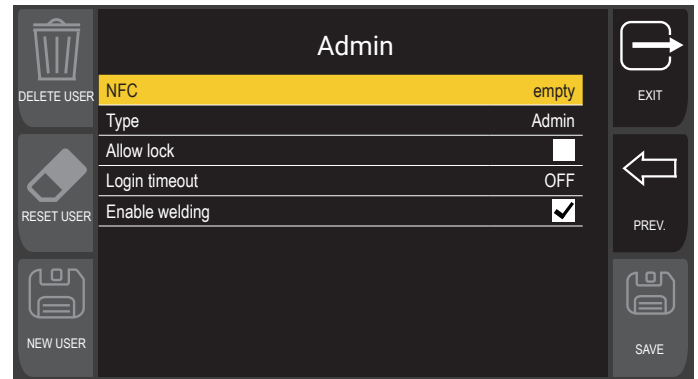 Admin
DELETE USER
NFC empty
EXIT
Type Admin
Allow lock
Login timeout OFF
RESET USER
Enable welding
PREV.
NEW USER
SAVE